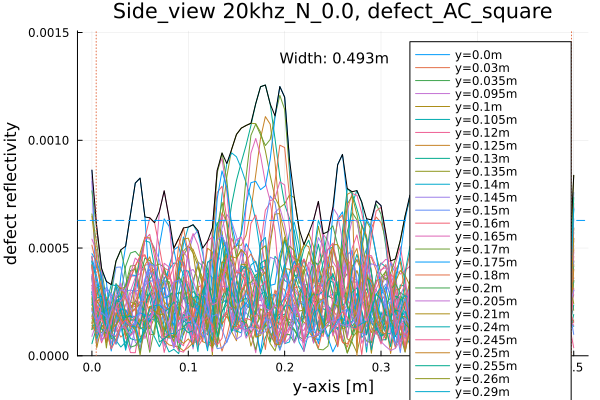 Side_view 20khz_N_0.0, defect_AC_square
0.0015
0.0010
0.0005
0.0000
defect reflectivity
Width: 0.493m
y=0.0m
y=0.03m
y=0.035m
y=0.095m
y=0.1m
y=0.105m
y=0.12m
y=0.125m
y=0.13m
y=0.135m
y=0.14m
y=0.145m
y=0.15m
y=0.16m
y=0.165m
y=0.17m
y=0.175m
y=0.18m
y=0.2m
y=0.205m
y=0.21m
y=0.24m
y=0.245m
y=0.25m
y=0.255m
y=0.26m
y=0.29m
0.0
0.1
0.2
0.3
.5
y-axis [m]